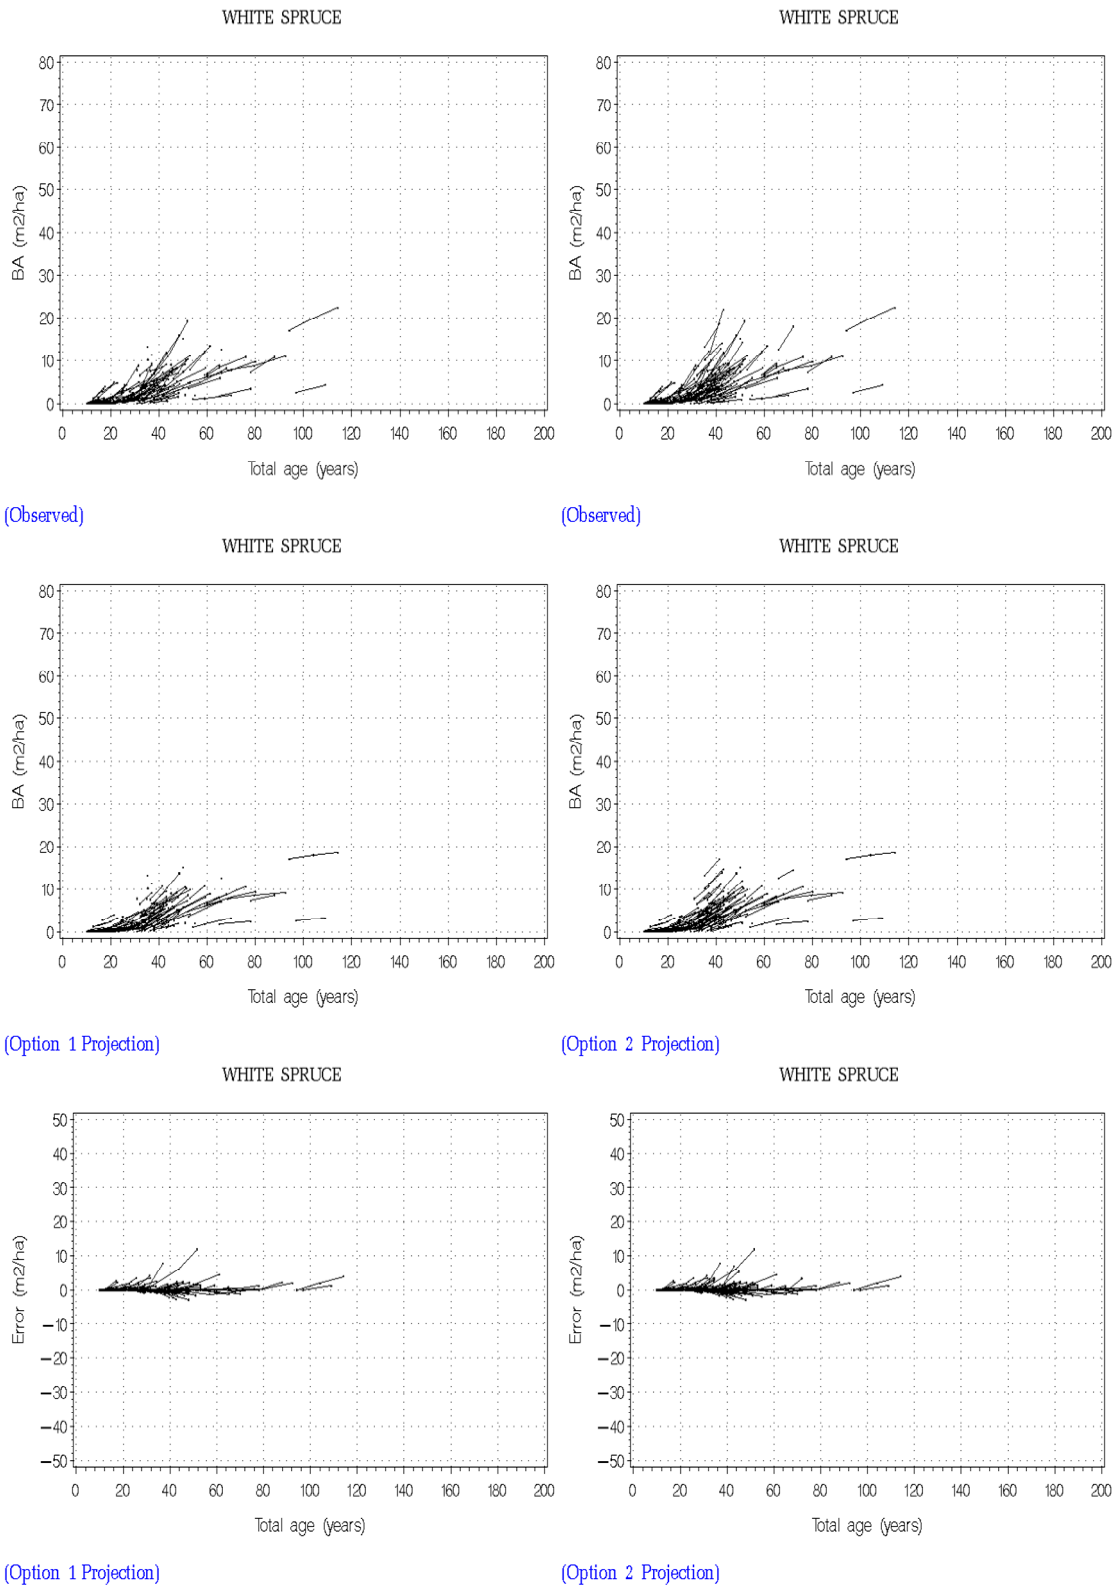 WHITE SPRUCE WHITE SPRUCE
80 80
70 70
60 60
50 50
40 40
30 30
20 20
10 10
0 0
BA (m2/ha) BA (m2/ha)
0 20 40 60 80 100 120 140 160 180 200 0 20 40 60 80 100 120 140 160 180 200
Total age (years) Total age (years)
(Observed) (Observed)
WHITE SPRUCE WHITE SPRUCE
80 80
70 70
60 60
50 50
40 40
30 30
20 20
10 10
0 0
BA (m2/ha) BA (m2/ha)
0 20 40 60 80 100 120 140 160 180 200 0 20 40 60 80 100 120 140 160 180 200
Total age (years) Total age (years)
(Option 1 Projection) (Option 2 Projection)
WHITE SPRUCE WHITE SPRUCE
50 50
40 40
30 30
20 20
10 10
0 0
−10 −10
−20 −20
−30 −30
−40 −40
−50 −50
Error (m2/ha) Error (m2/ha)
0 20 40 60 80 100 120 140 160 180 200 0 20 40 60 80 100 120 140 160 180 200
Total age (years) Total age (years)
(Option 1 Projection) (Option 2 Projection)